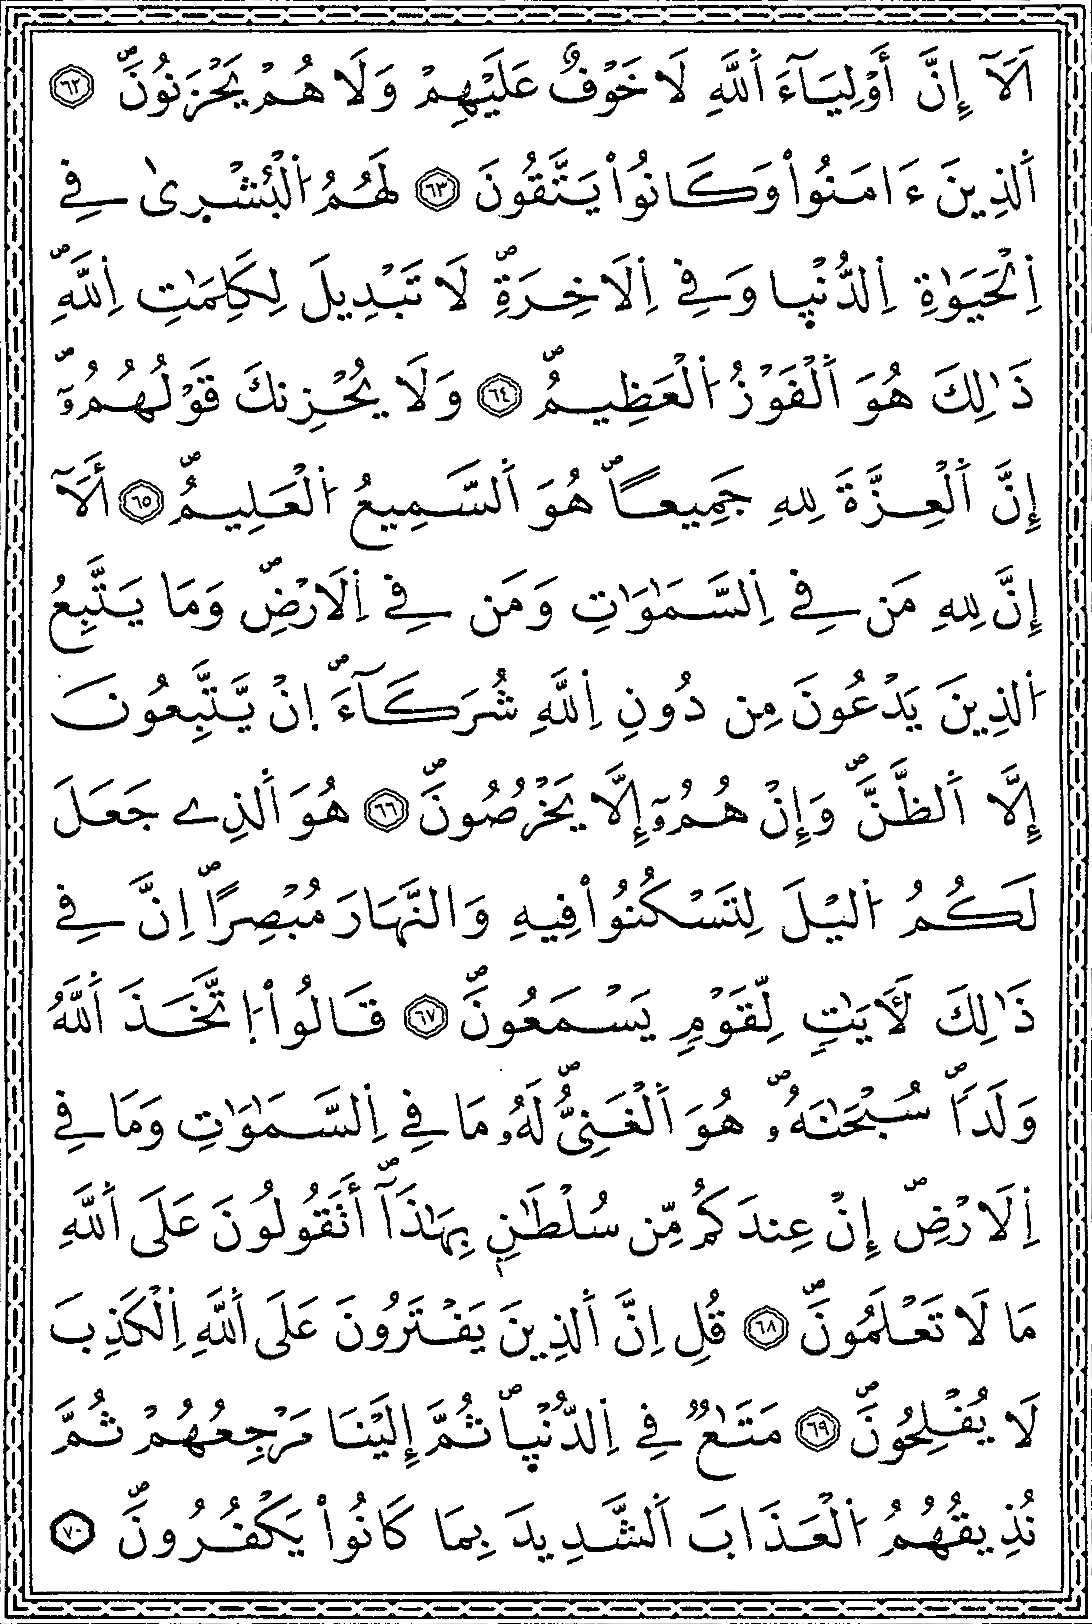 اَلَآ إِنَّ أَوْلِيَآءَ اَ۬للَّهِ لَا خَوْفٌ عَلَيْهِمْ وَلَا هُمْ يَحْزَنُونَۖ ٦٢
اَ۬لذِينَ ءَامَنُواْ وَكَانُواْ يَتَّقُونَ ٦٣ لَهُمُ اُ۬لْبُشْر۪يٰ فِے
اِ۬لْحَيَوٰةِ اِ۬لدُّنْي۪ا وَفِے اِ۬لَاخِرَةِۖ لَا تَبْدِيلَ لِكَلِمَٰتِ اِ۬للَّهِۖ
ذَٰلِكَ هُوَ اَ۬لْفَوْزُ اُ۬لْعَظِيمُۖ ٦٤ وَلَا يُحْزِنكَ قَوْلُهُمُۥٓۖ
إِنَّ اَ۬لْعِزَّةَ لِلهِ جَمِيعاًۖ هُوَ اَ۬لسَّمِيعُ اُ۬لْعَلِيمُۖ ٦٥ أَلَآ
إِنَّ لِلهِ مَن فِے اِ۬لسَّمَٰوَٰتِ وَمَن فِے اِ۬لَارْضِۖ وَمَا يَتَّبِعُ
اُ۬لذِينَ يَدْعُونَ مِن دُونِ اِ۬للَّهِ شُرَكَآءَۖ اِنْ يَّتَّبِعُونَ
إِلَّا اَ۬لظَّنَّۖ وَإِنْ هُمُۥٓ إِلَّا يَخْرُصُونَۖ ٦٦ هُوَ اَ۬لذِے جَعَلَ
لَكُمُ اُ۬ليْلَ لِتَسْكُنُواْ فِيهِ وَالنَّهَارَ مُبْصِراًۖ اِنَّ فِے
ذَٰلِكَ لَأٓيَٰتٖ لِّقَوْمٖ يَسْمَعُونَۖ ٦٧ قَالُواْ اُ۪تَّخَذَ اَ۬للَّهُ
وَلَداٗۖ سُبْحَٰنَهُۥۖ هُوَ اَ۬لْغَنِيُّۖ لَهُۥ مَا فِے اِ۬لسَّمَٰوَٰتِ وَمَا فِے
اِ۬لَارْضِۖ إِنْ عِندَكُم مِّن سُلْطَٰنِۢ بِهَٰذَآۖ أَتَقُولُونَ عَلَى اَ۬للَّهِ
مَا لَا تَعْلَمُونَۖ ٦٨ قُلِ اِنَّ اَ۬لذِينَ يَفْتَرُونَ عَلَى اَ۬للَّهِ اِ۬لْكَذِبَ
لَا يُفْلِحُونَۖ ٦٩ مَتَٰعٞ فِے اِ۬لدُّنْي۪اۖ ثُمَّ إِلَيْنَا مَرْجِعُهُمْ ثُمَّ
نُذِيقُهُمُ اُ۬لْعَذَابَ اَ۬لشَّدِيدَ بِمَا كَانُواْ يَكْفُرُونَۖ ٧٠